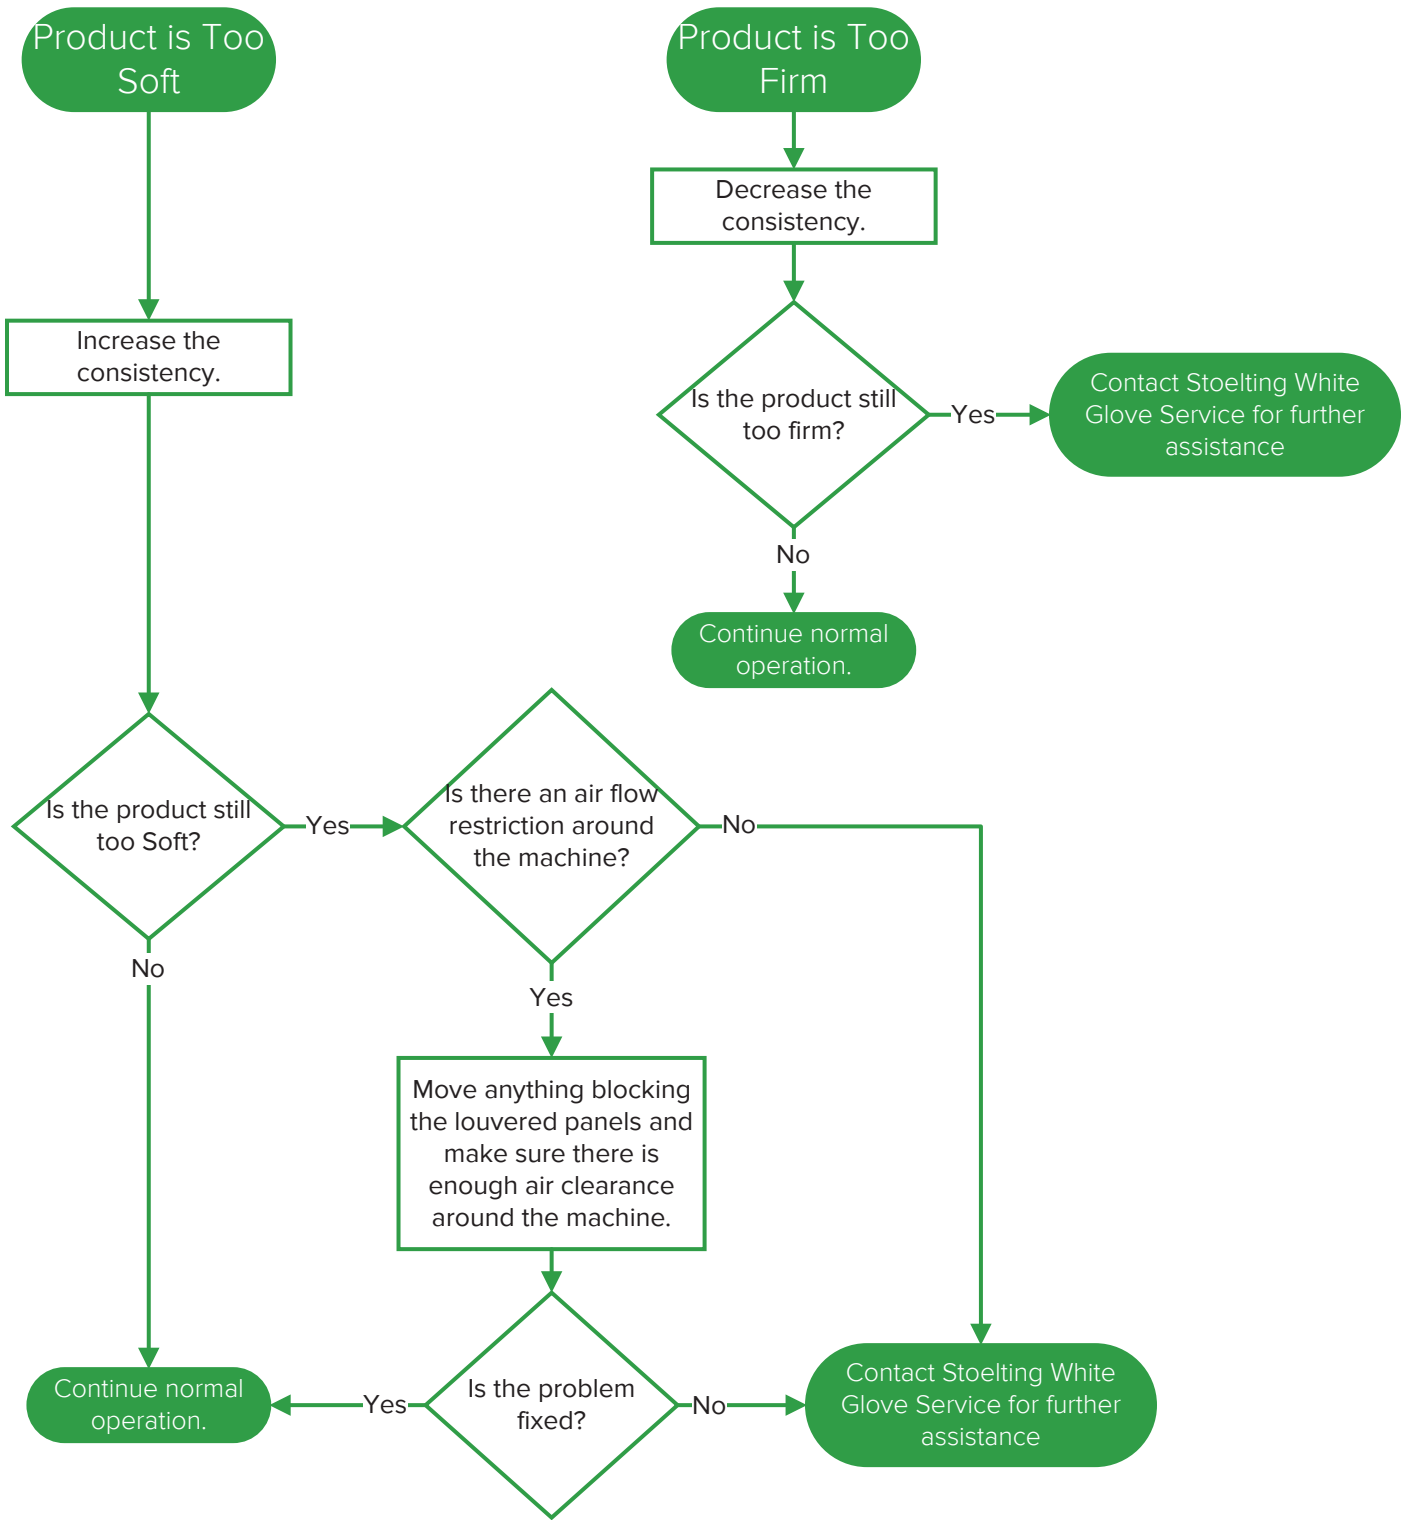 Product is Too
Soft
Product is Too
Firm
Decrease the
consistency.
Increase the
consistency.
Is the product still
too firm?
Yes
Contact Stoelting White
Glove Service for further
assistance
No
Continue normal
operation.
Is the product still
too Soft?
Yes
Is there an air flow
restriction around
the machine?
No
No
Yes
Move anything blocking
the louvered panels and
make sure there is
enough air clearance
around the machine.
Continue normal
operation.
Yes
Is the problem
fixed?
No
Contact Stoelting White
Glove Service for further
assistance